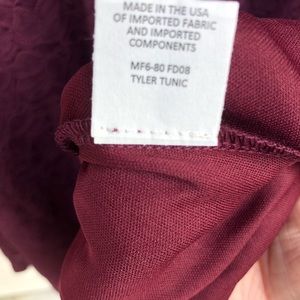 MADE IN THE USA
OF IMPORTED FABRIC
AND IMPORTED
COMPONENTS
MF6-80 FD08
TYLER TUNIC